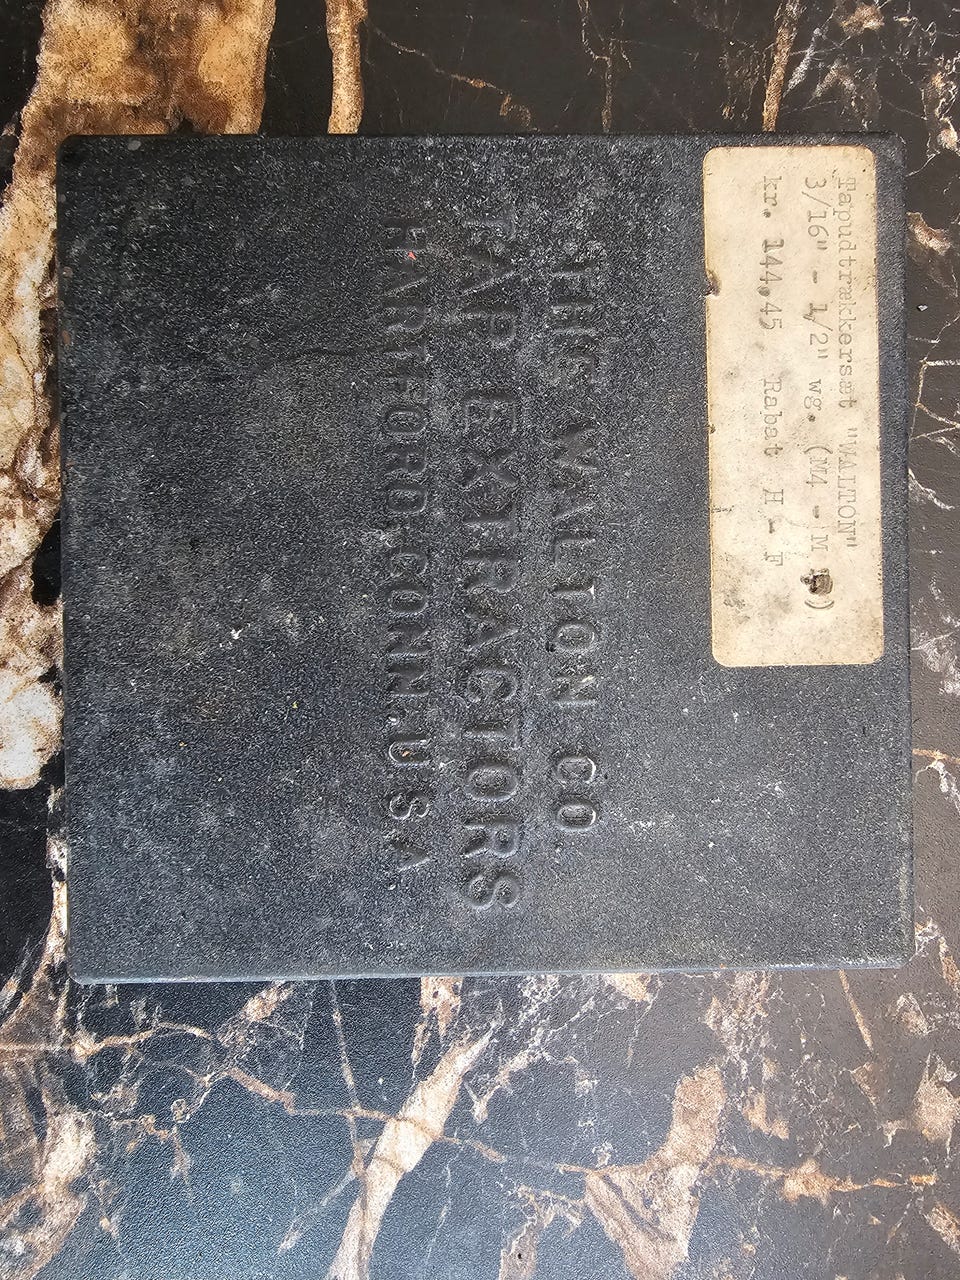 Tapudtrækkersæt "WALTON"
3/16" - 1/2" wg. (M4 - M
kr. 144,45 Rabat H - F
THE WALTON CO
TAP EXTRACTORS
HARTFORD CONN U S A